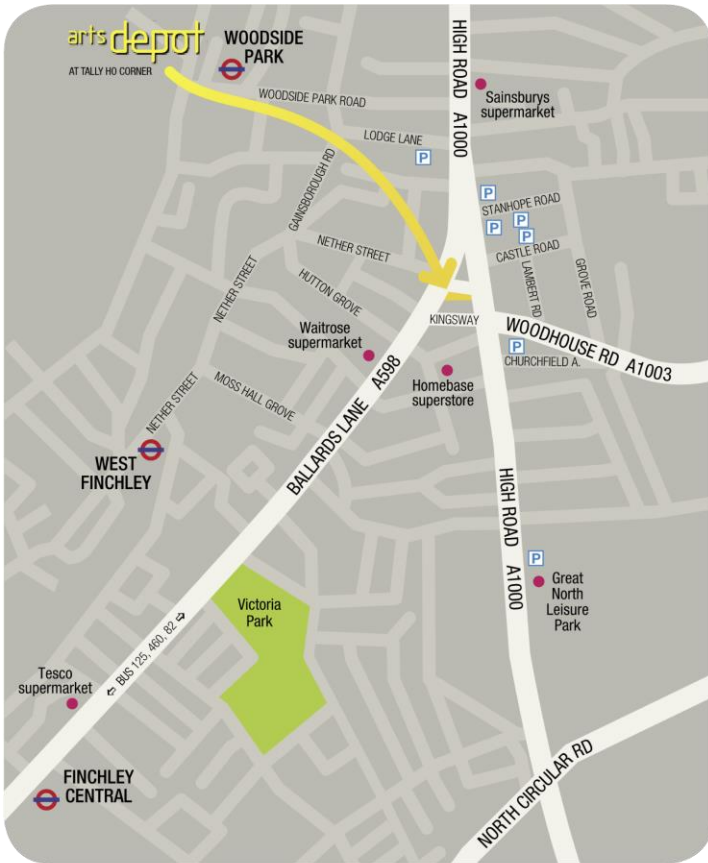 arts depot
AT TALLY HO CORNER
WOODSIDE
PARK
WOODSIDE PARK ROAD
HIGH ROAD A1000
Sainsburys
supermarket
LODGE LANE
P
GAINSBOROUGH RD
P
STANHOPE ROAD
P
P
P
NETHER STREET
CASTLE ROAD
LAMBERT RD
GROVE ROAD
NETHER STREET
HUTTON GROVE
KINGSWAY
WOODHOUSE RD A1003
Waitrose
supermarket
P
CHURCHFIELD A.
Homebase
superstore
MOSS HALL GROVE
NETHER STREET
BALLARDS LANE A598
WEST
FINCHLEY
HIGH ROAD A1000
P
Great
North
Leisure
Park
Victoria
Park
BUS 125, 460, 82
Tesco
supermarket
FINCHLEY
CENTRAL
NORTH CIRCULAR RD